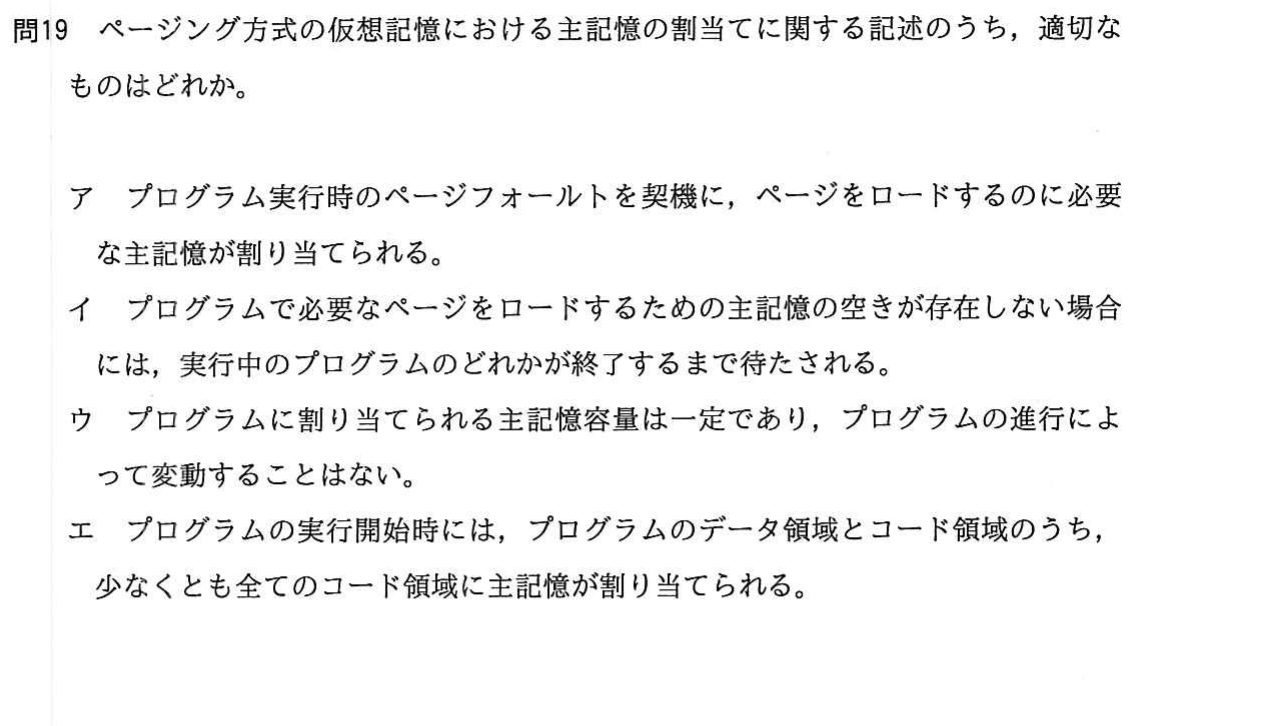 問19 ページング方式の仮想記憶における主記憶の割当てに関する記述のうち，適切な
ものはどれか。
ア プログラム実行時のページフォールトを契機に，ページをロードするのに必要
な主記憶が割り当てられる。
イ プログラムで必要なページをロードするための主記憶の空きが存在しない場合
には，実行中のプログラムのどれかが終了するまで待たされる。
ウ プログラムに割り当てられる主記憶容量は一定であり，プログラムの進行によ
って変動することはない。
エ プログラムの実行開始時には，プログラムのデータ領域とコード領域のうち，
少なくとも全てのコード領域に主記憶が割り当てられる。